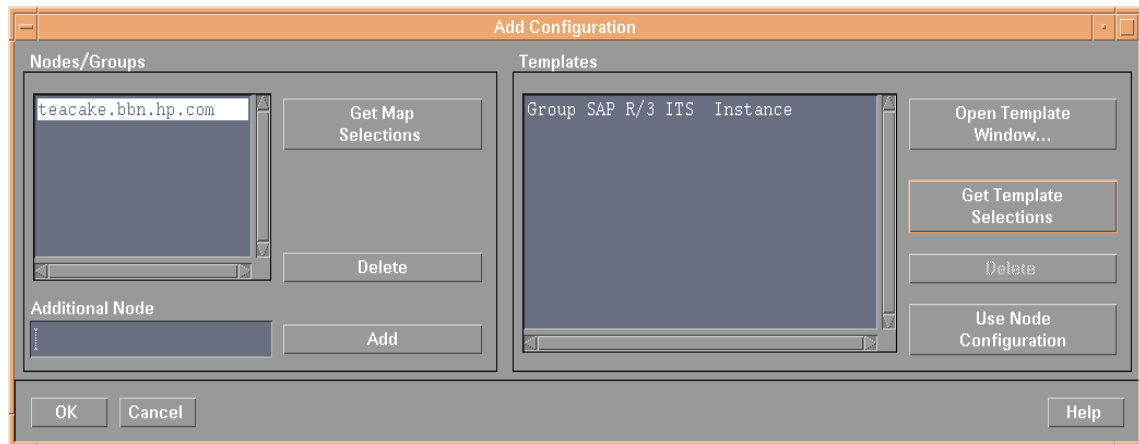 Add Configuration
Nodes/Groups
teacake.bbn.hp.com
Get Map
Selections
Delete
Additional Node
Add
Templates
Group SAP R/3 ITS  Instance
Open Template
Window...
Get Template
Selections
Delete
Use Node
Configuration
OK
Cancel
Help